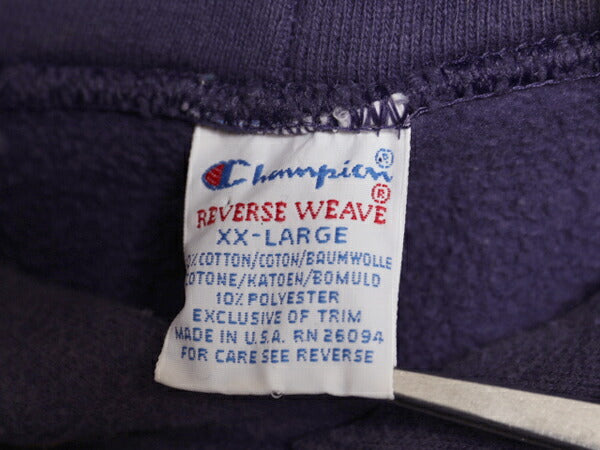 Champion®
REVERSE WEAVE®
XX-LARGE
0% COTTON/COTON/BAUMWOLLE
COTONE/KATOEN/BOMULD
10% POLYESTER
EXCLUSIVE OF TRIM
MADE IN U.S.A. RN 26094
FOR CARE SEE REVERSE